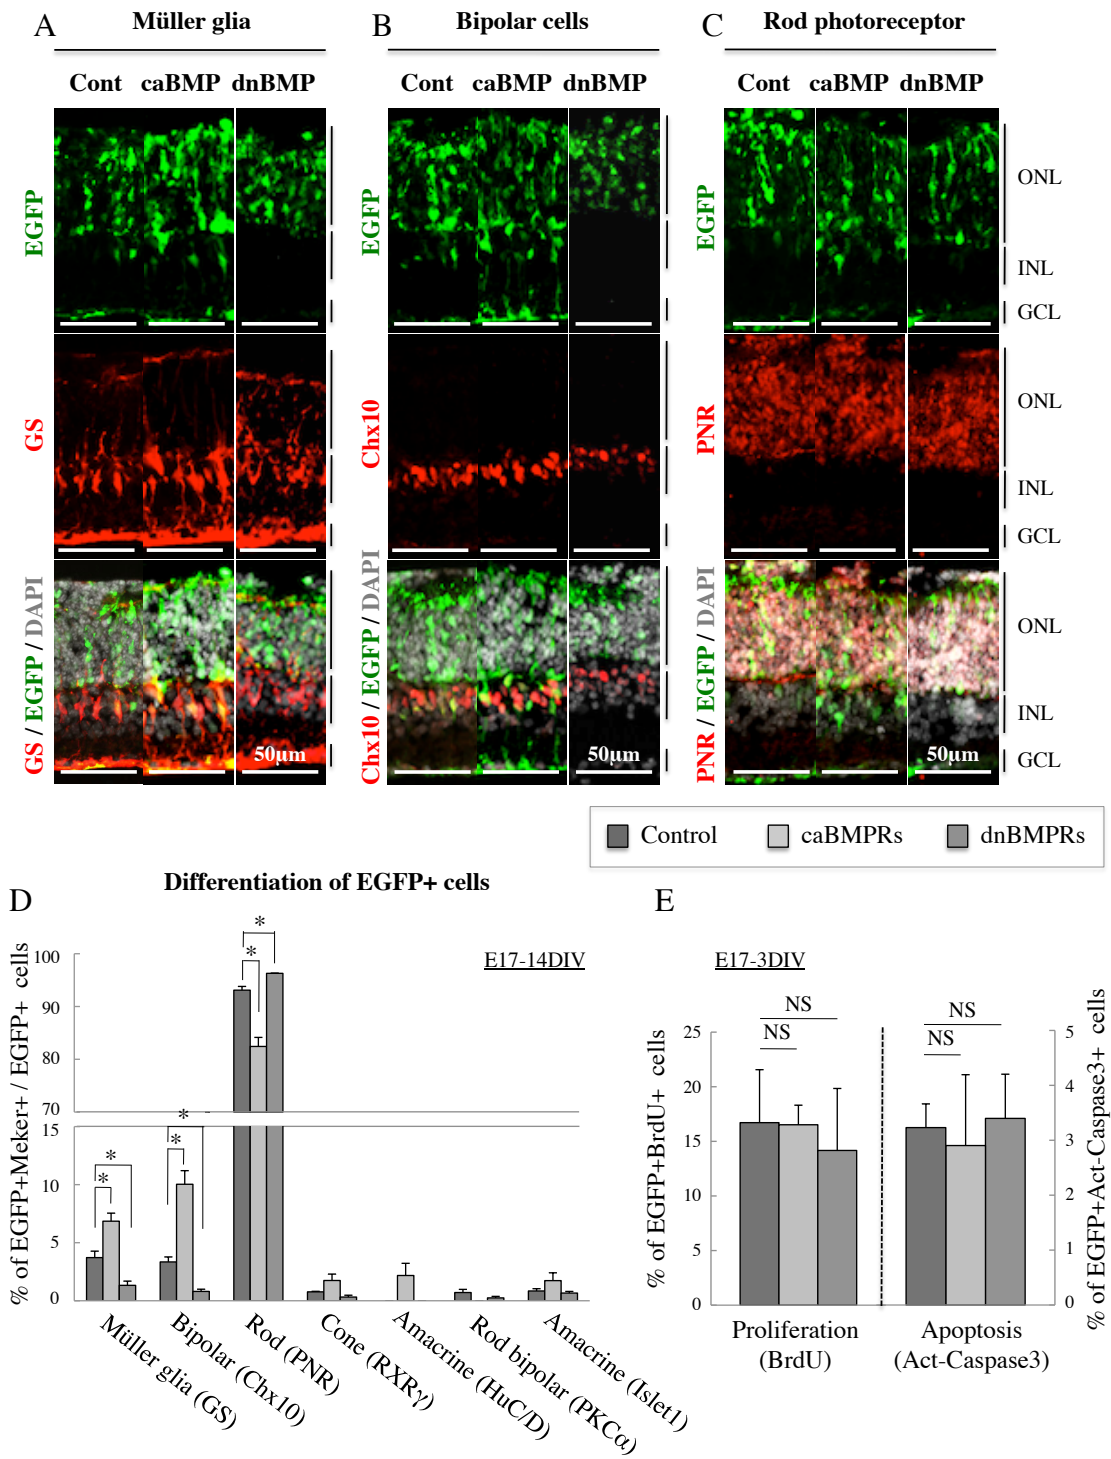 A
Müller glia
Cont caBMP dnBMP
EGFP
GS
GS / EGFP / DAPI
50µm
B
Bipolar cells
Cont caBMP dnBMP
EGFP
Chx10
Chx10 / EGFP / DAPI
50µm
C
Rod photoreceptor
Cont caBMP dnBMP
EGFP
PNR
PNR / EGFP / DAPI
50µm
ONL
INL
GCL
ONL
INL
GCL
ONL
INL
GCL
Control caBMPRs dnBMPRs
D
Differentiation of EGFP+ cells
E17-14DIV
% of EGFP+Meker+ / EGFP+ cells
100
90
80
70
15
10
5
0
*
*
*
*
*
*
Müller glia (GS)
Bipolar (Chx10)
Rod (PNR)
Cone (RXRγ)
Amacrine (HuC/D)
Rod bipolar (PKCα)
Amacrine (Islet1)
E
E17-3DIV
% of EGFP+BrdU+ cells
25
20
15
10
5
0
NS
NS
NS
NS
5
4
3
2
1
0
% of EGFP+Act-Caspase3+ cells
Proliferation
(BrdU)
Apoptosis
(Act-Caspase3)